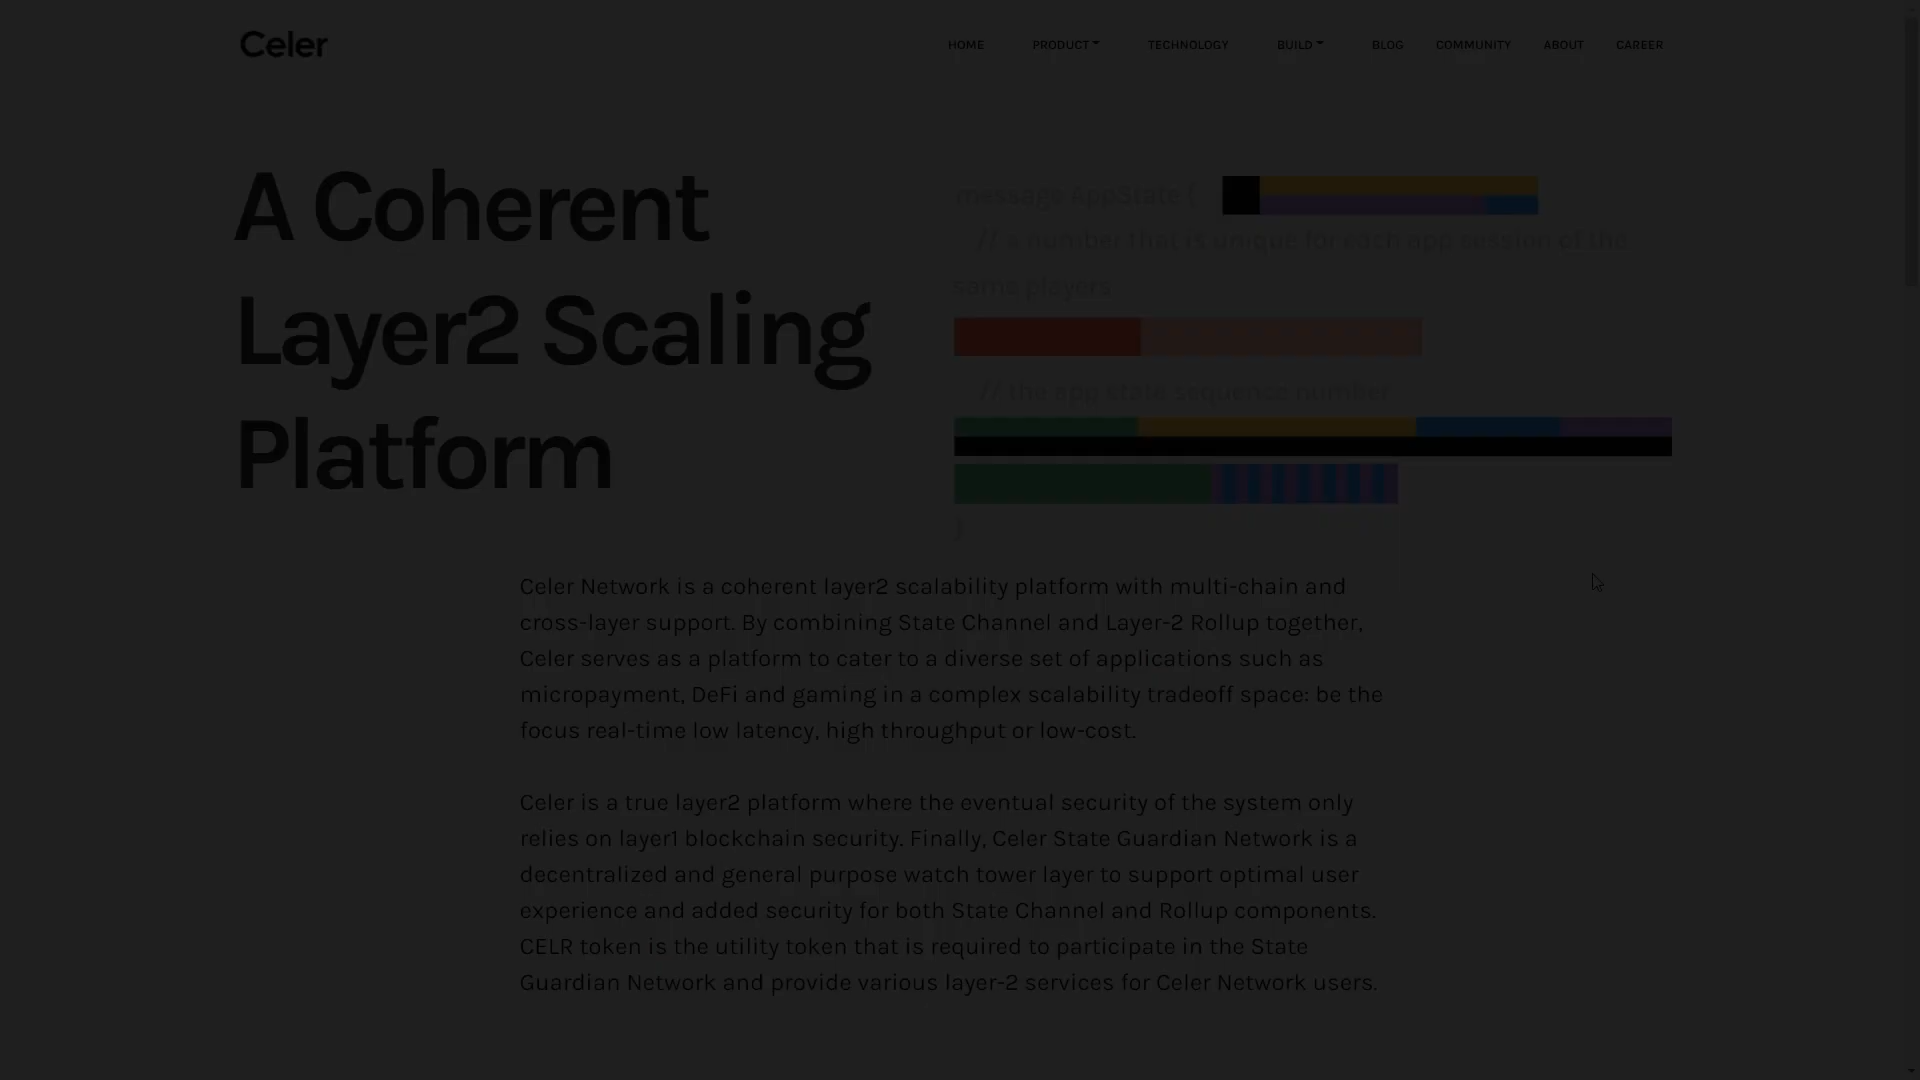 Celer
HOME PRODUCT TECHNOLOGY BUILD BLOG COMMUNITY ABOUT CAREER
A Coherent
Layer2 Scaling
Platform
message AppState {
// a number that is unique for each app session of the
same players
// the app state sequence number
}
Celer Network is a coherent layer2 scalability platform with multi-chain and
cross-layer support. By combining State Channel and Layer-2 Rollup together,
Celer serves as a platform to cater to a diverse set of applications such as
micropayment, DeFi and gaming in a complex scalability tradeoff space: be the
focus real-time low latency, high throughput or low-cost.
Celer is a true layer2 platform where the eventual security of the system only
relies on layer1 blockchain security. Finally, Celer State Guardian Network is a
decentralized and general purpose watch tower layer to support optimal user
experience and added security for both State Channel and Rollup components.
CELR token is the utility token that is required to participate in the State
Guardian Network and provide various layer-2 services for Celer Network users.